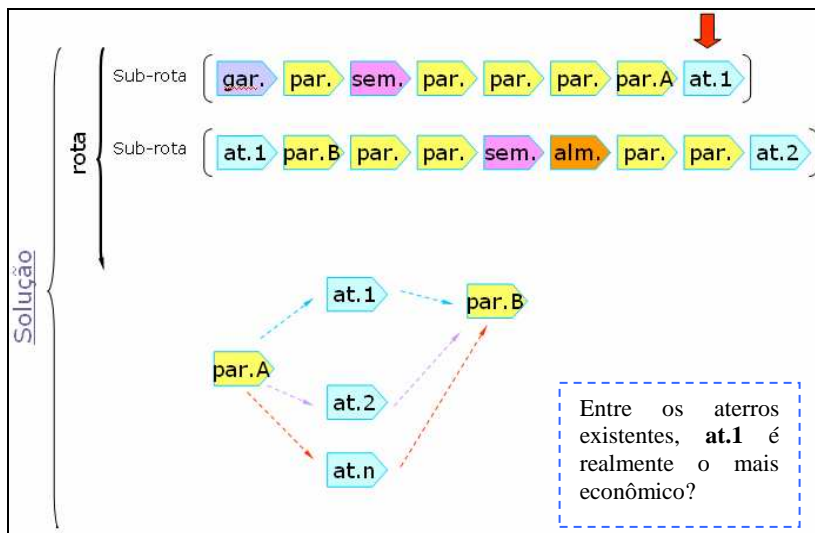 Solução
rota
Sub-rota gar. par. sem. par. par. par. par.A at.1
Sub-rota at.1 par.B par. par. sem. alm. par. par. at.2
at.1
par.B
par.A
at.2
at.n
Entre os aterros
existentes, at.1 é
realmente o mais
econômico?